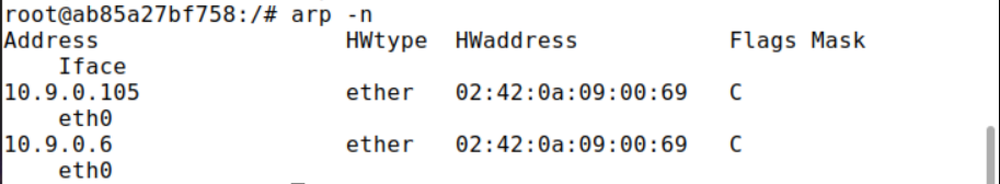 root@ab85a27bf758:/# arp -n
Address                  HWtype  HWaddress           Flags Mask
    Iface
10.9.0.105               ether   02:42:0a:09:00:69   C
    eth0
10.9.0.6                 ether   02:42:0a:09:00:69   C
    eth0